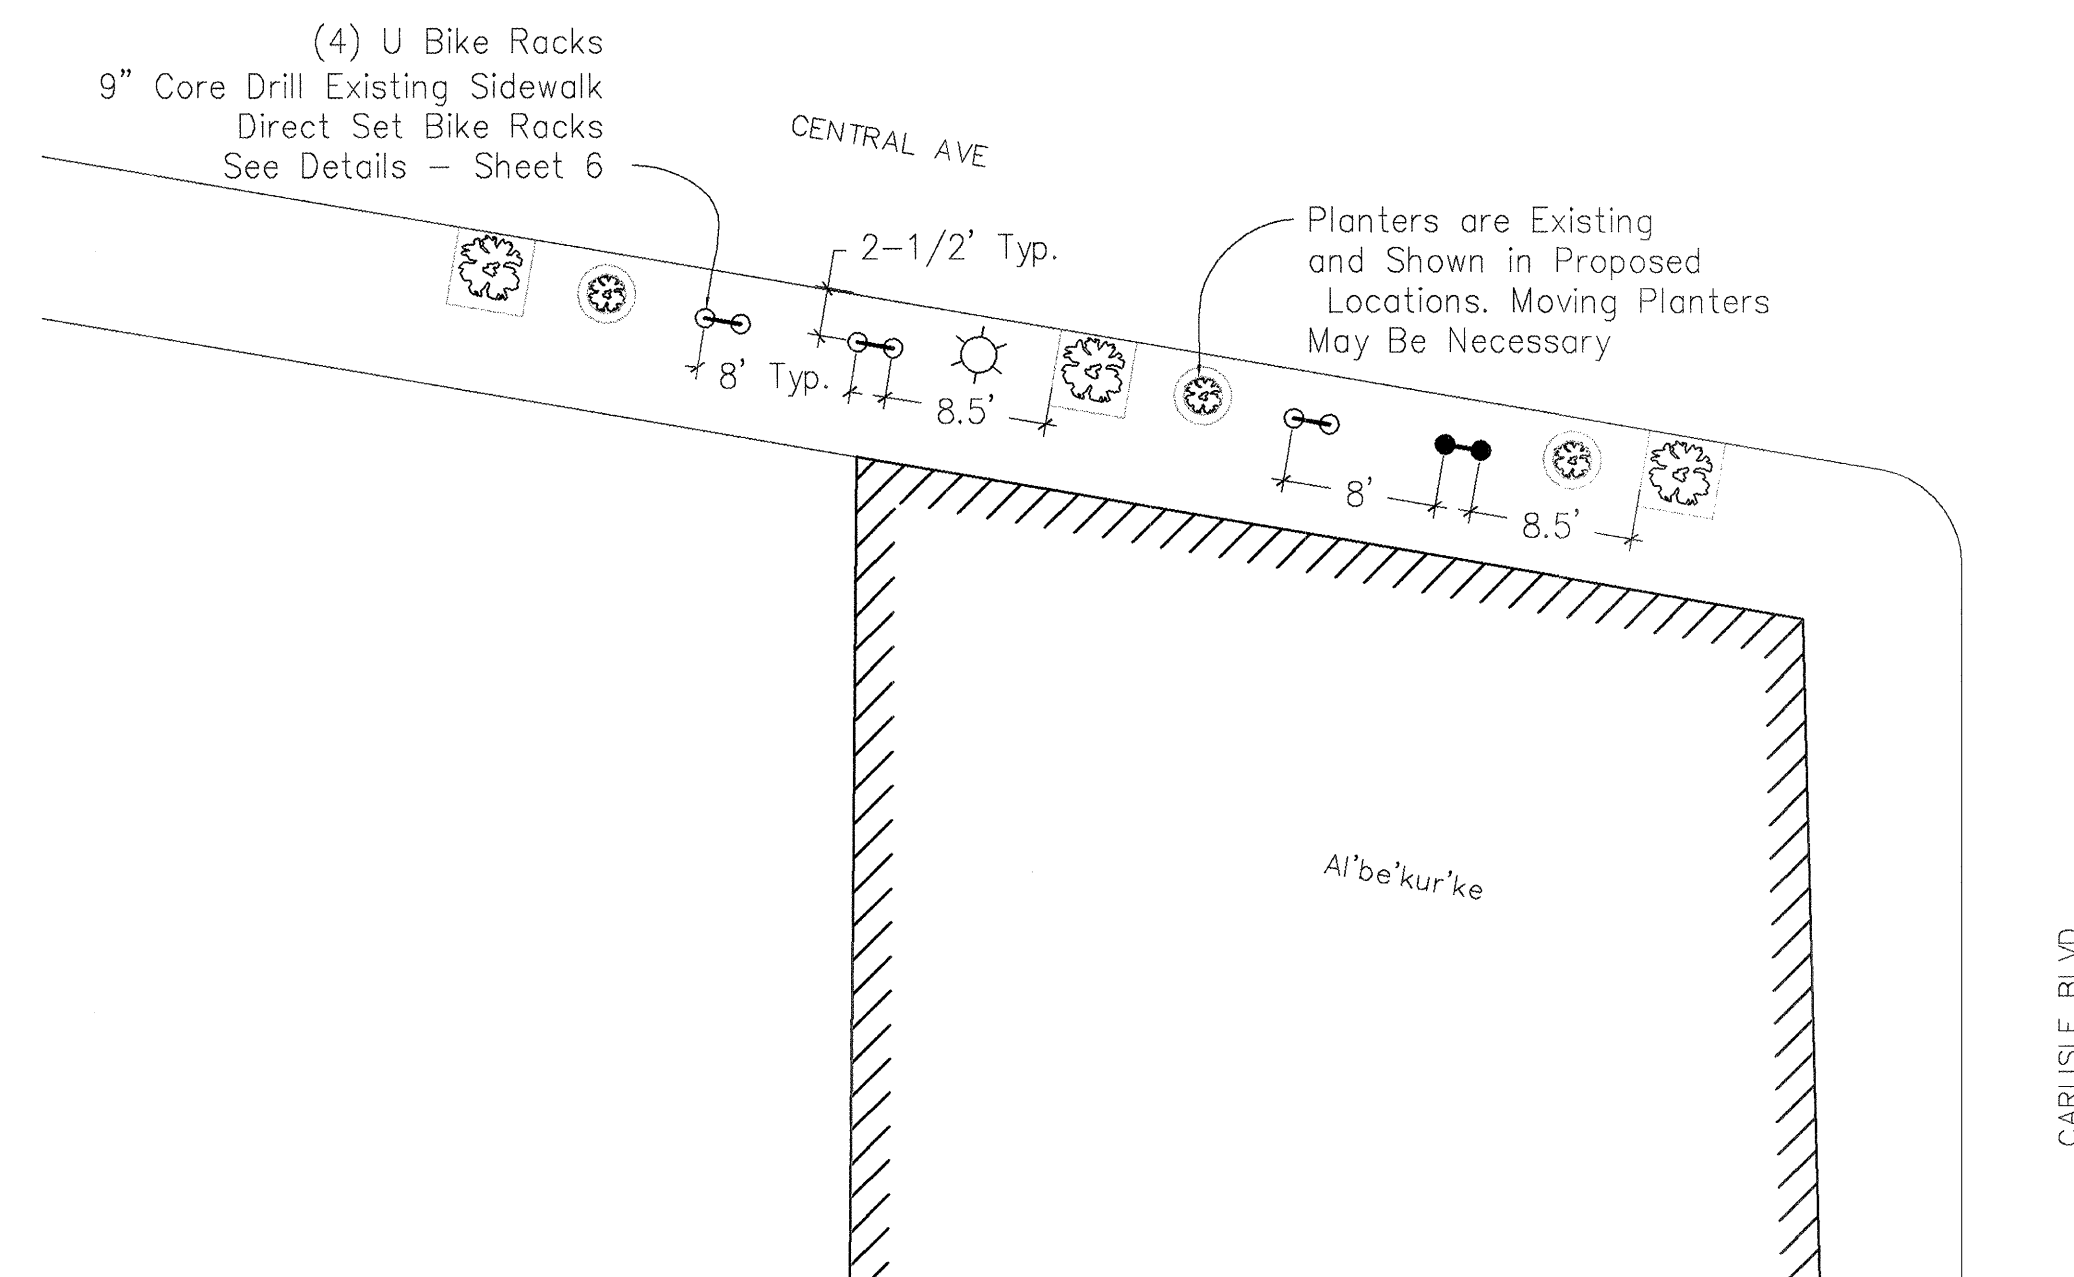 (4) U Bike Racks
9" Core Drill Existing Sidewalk
Direct Set Bike Racks
See Details – Sheet 6
CENTRAL AVE
2-1/2' Typ.
Planters are Existing
and Shown in Proposed
Locations. Moving Planters
May Be Necessary
8' Typ.
8.5'
8'
8.5'
Al'be'kur'ke
CARLISLE BLVD